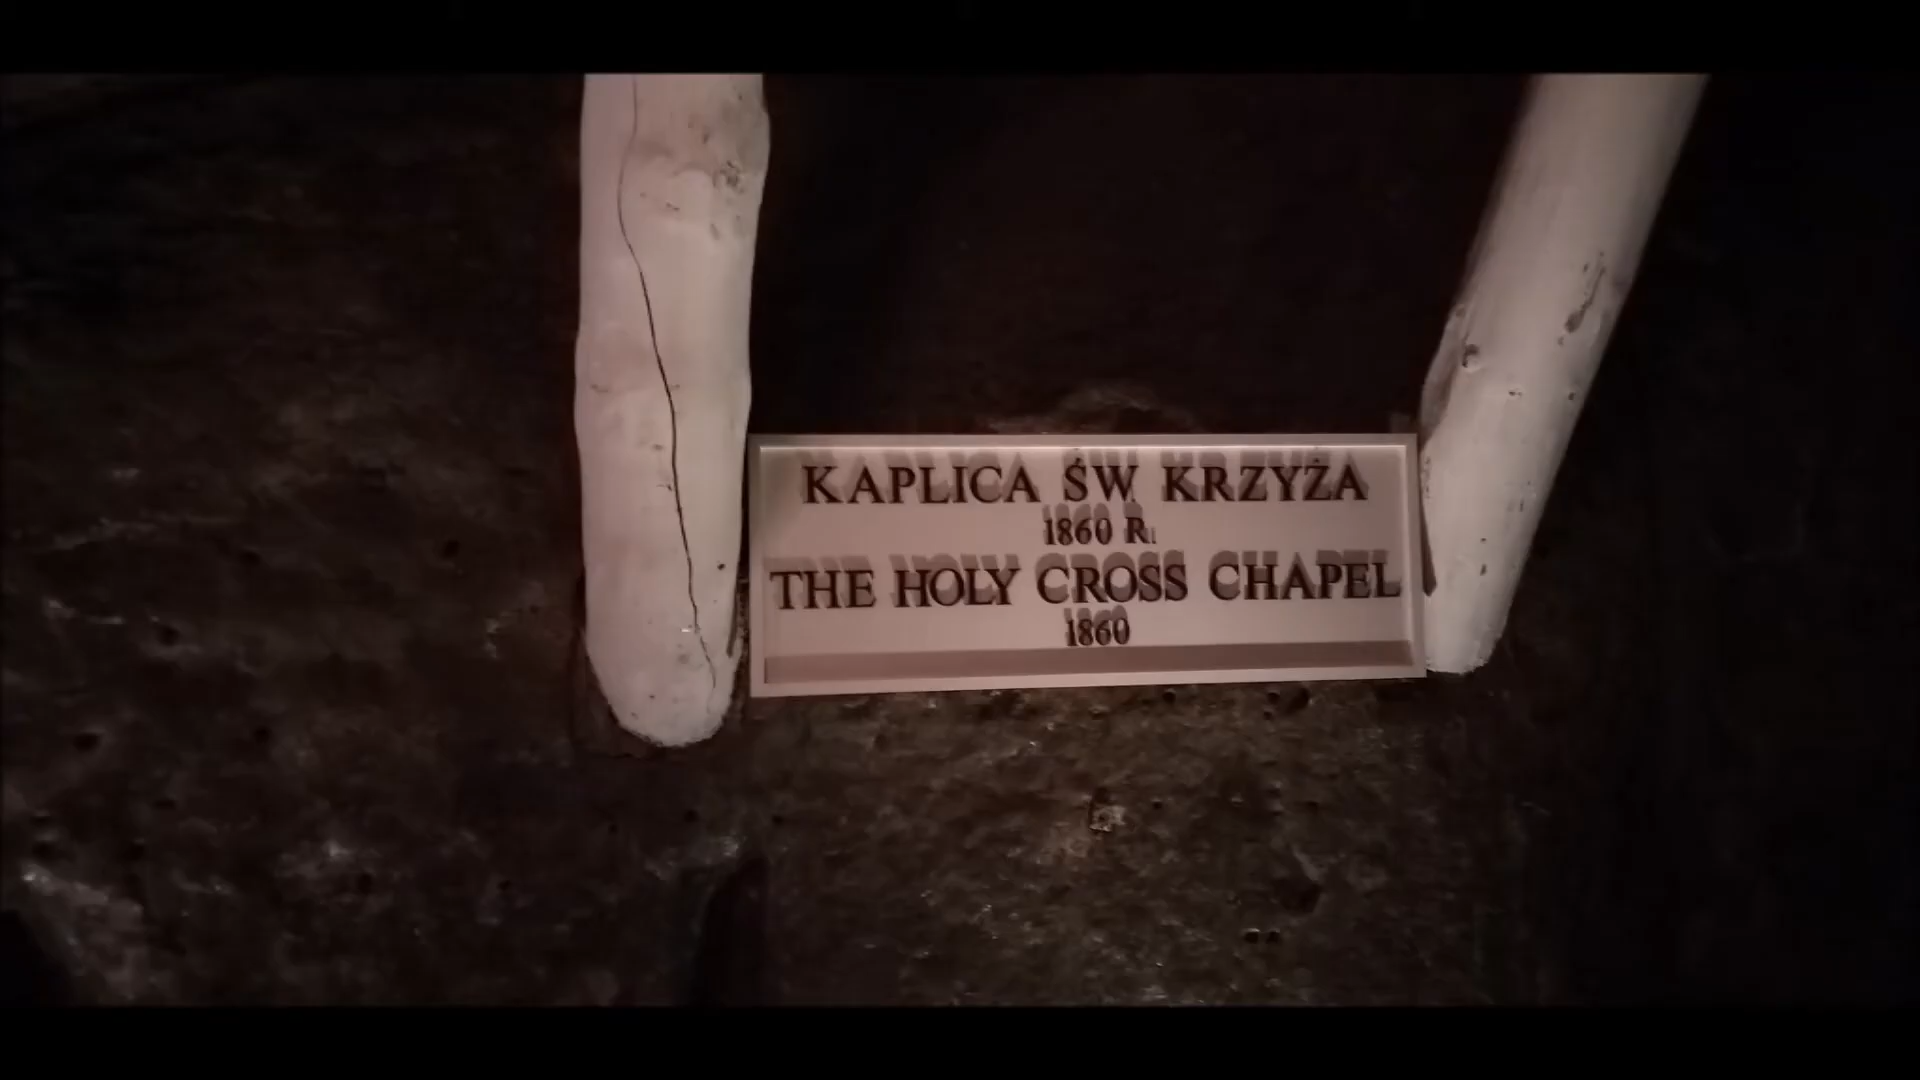 KAPLICA ŚW. KRZYŻA
1860 R.
THE HOLY CROSS CHAPEL
1860